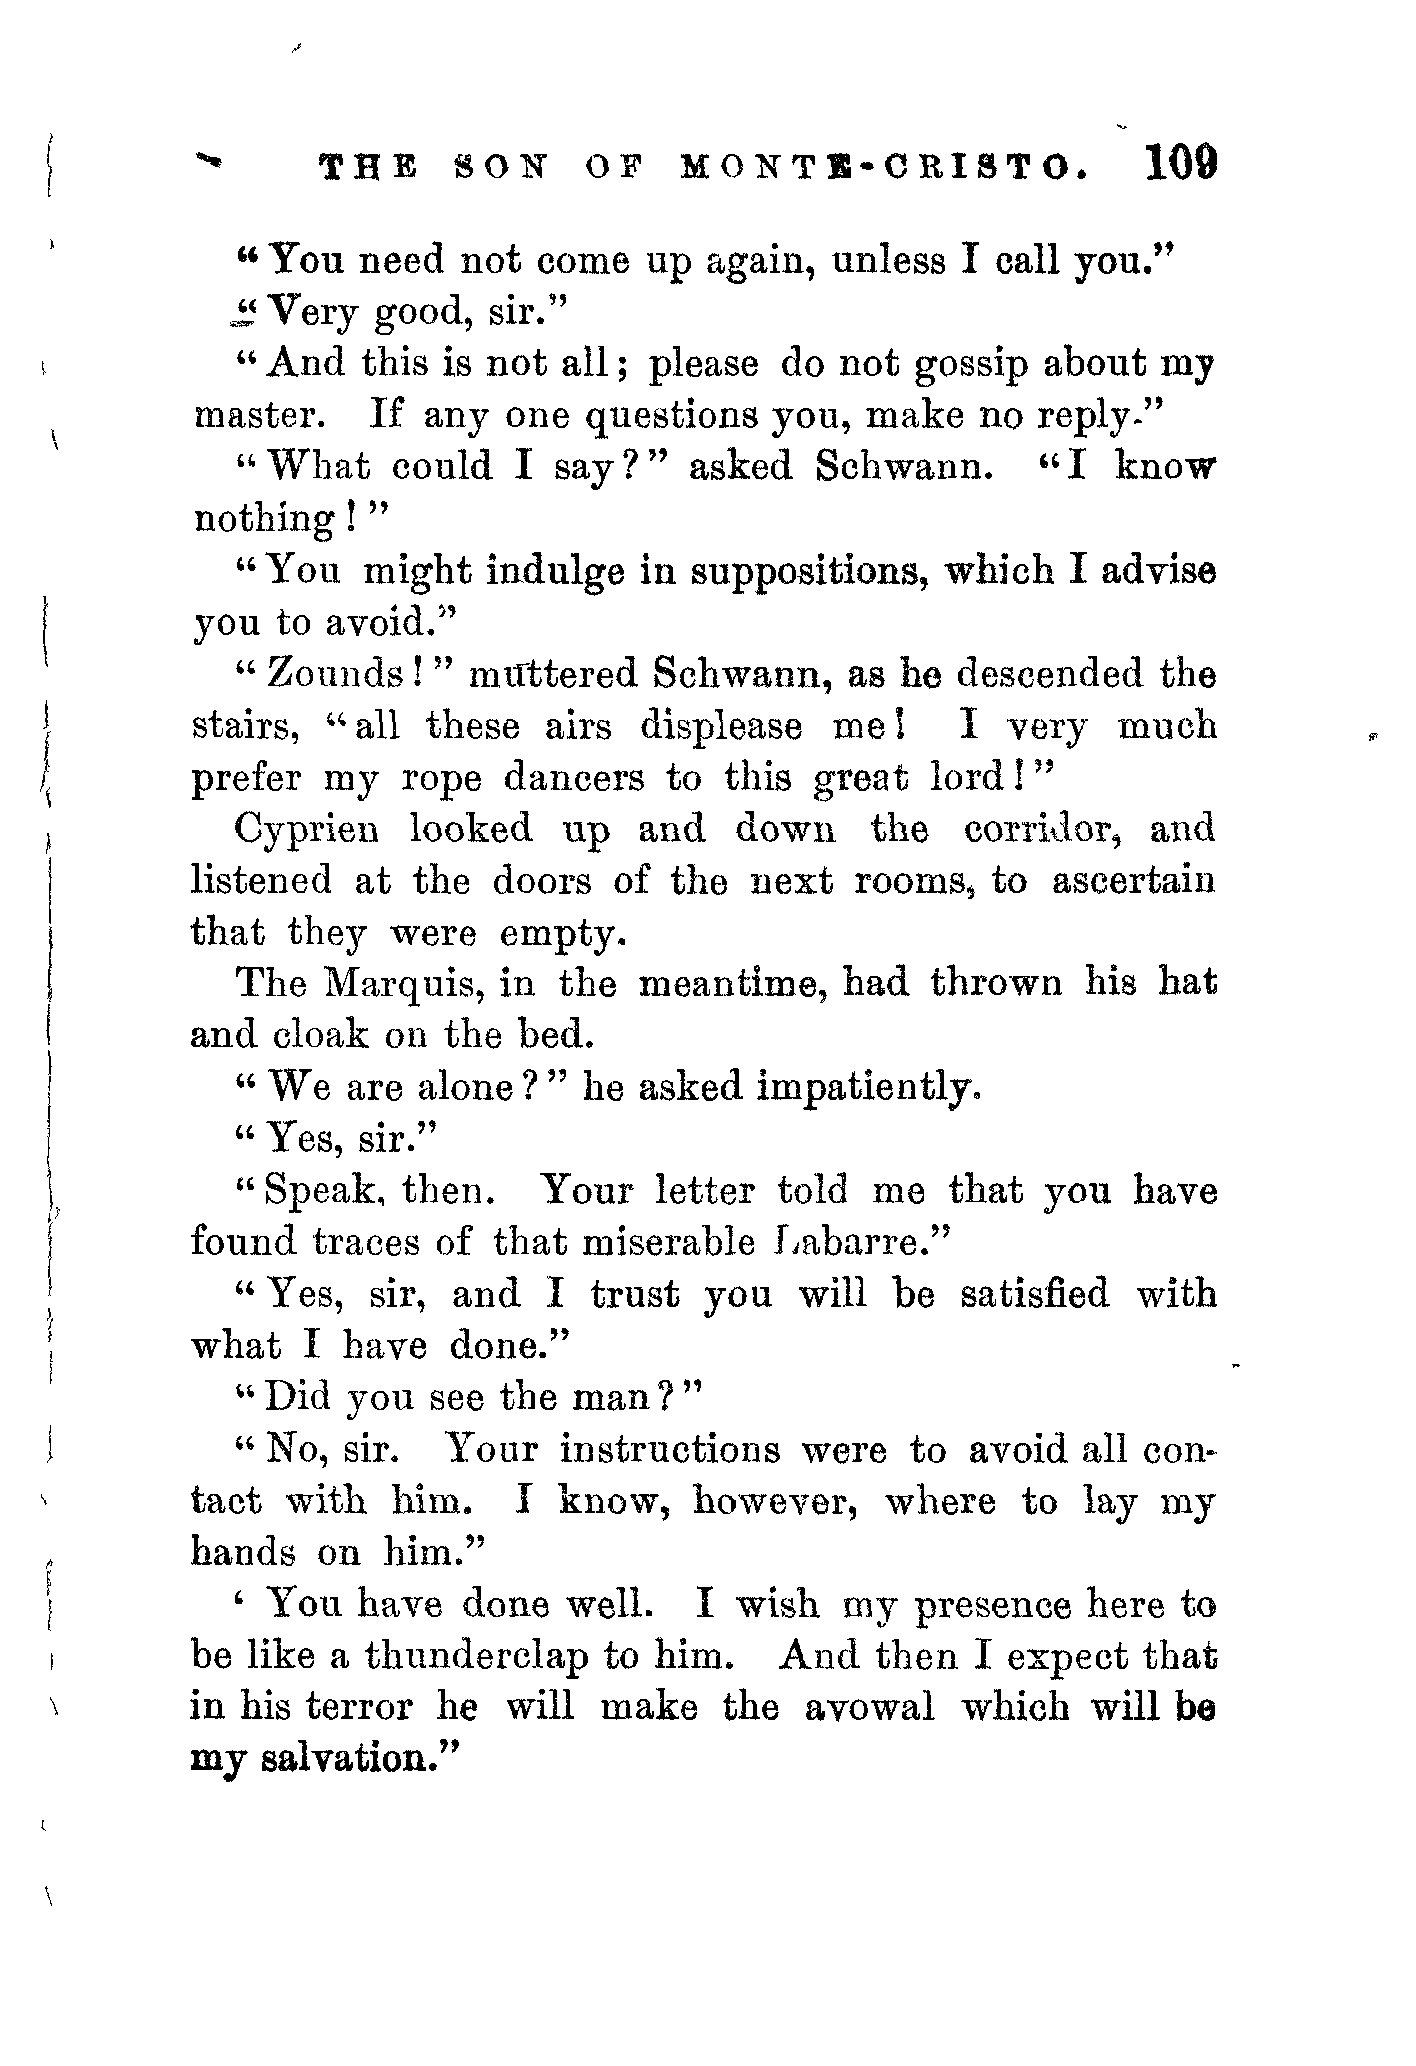 THE SON OF MONTE-CRISTO. 109
“You need not come up again, unless I call you.”
“Very good, sir.”
“And this is not all; please do not gossip about my
master. If any one questions you, make no reply.”
“What could I say?” asked Schwann. “I know
nothing!”
“You might indulge in suppositions, which I advise
you to avoid.”
“Zounds!” muttered Schwann, as he descended the
stairs, “all these airs displease me! I very much
prefer my rope dancers to this great lord!”
Cyprien looked up and down the corridor, and
listened at the doors of the next rooms, to ascertain
that they were empty.
The Marquis, in the meantime, had thrown his hat
and cloak on the bed.
“We are alone?” he asked impatiently.
“Yes, sir.”
“Speak, then. Your letter told me that you have
found traces of that miserable Labarre.”
“Yes, sir, and I trust you will be satisfied with
what I have done.”
“Did you see the man?”
“No, sir. Your instructions were to avoid all con-
tact with him. I know, however, where to lay my
hands on him.”
‘You have done well. I wish my presence here to
be like a thunderclap to him. And then I expect that
in his terror he will make the avowal which will be
my salvation.”